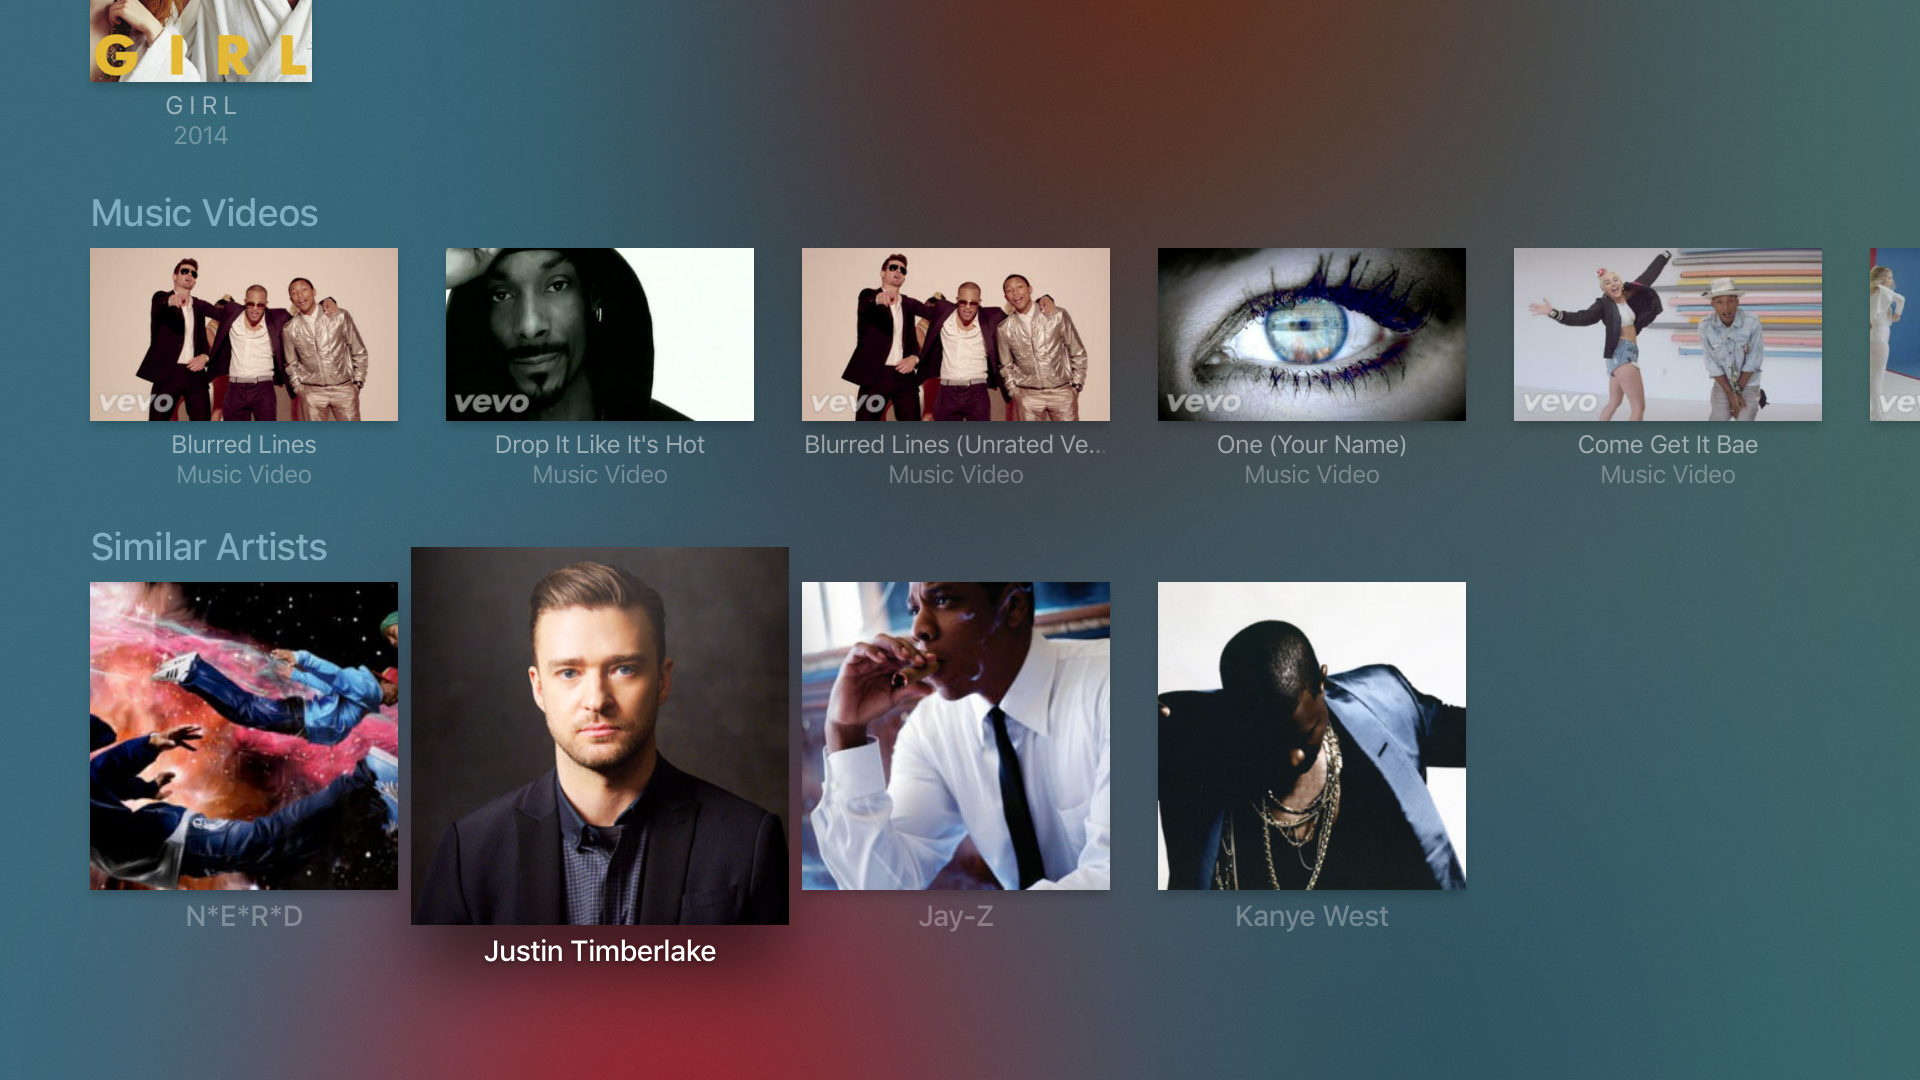 GIRL
GIRL
2014
Music Videos
vevo
vevo
vevo
vevo
vevo
ve
Blurred Lines
Music Video
Drop It Like It's Hot
Music Video
Blurred Lines (Unrated Ve...
Music Video
One (Your Name)
Music Video
Come Get It Bae
Music Video
Similar Artists
N*E*R*D
Justin Timberlake
Jay-Z
Kanye West